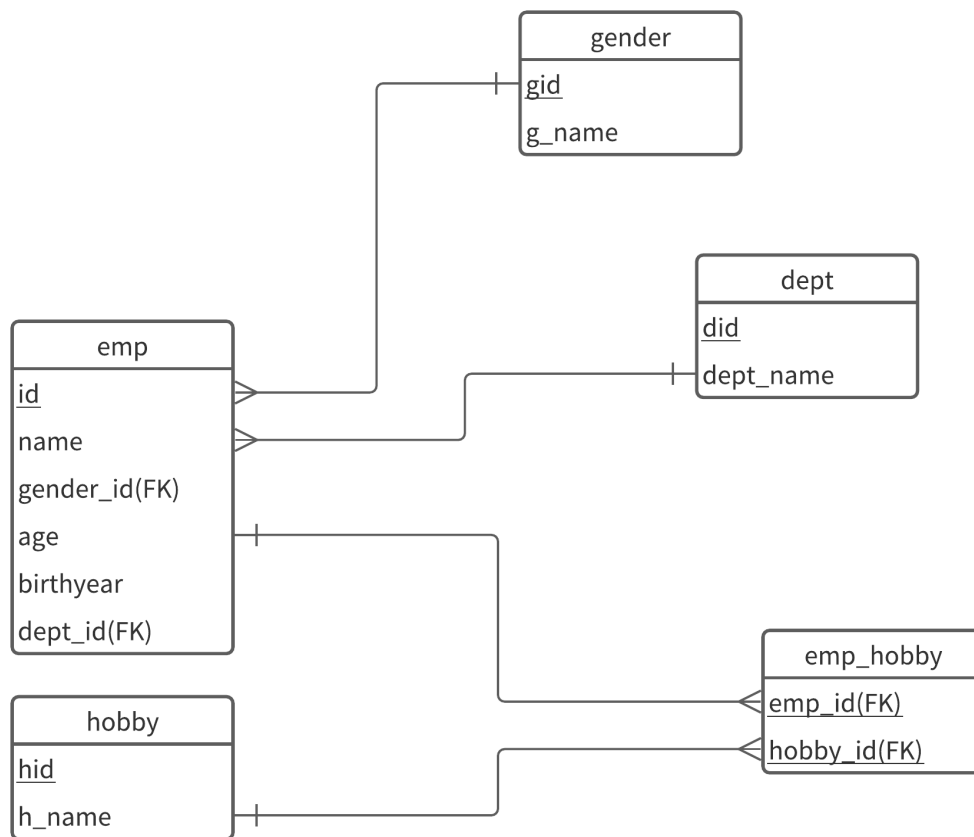 gender
gid
g_name
dept
did
dept_name
emp
id
name
gender_id(FK)
age
birthyear
dept_id(FK)
emp_hobby
emp_id(FK)
hobby_id(FK)
hobby
hid
h_name